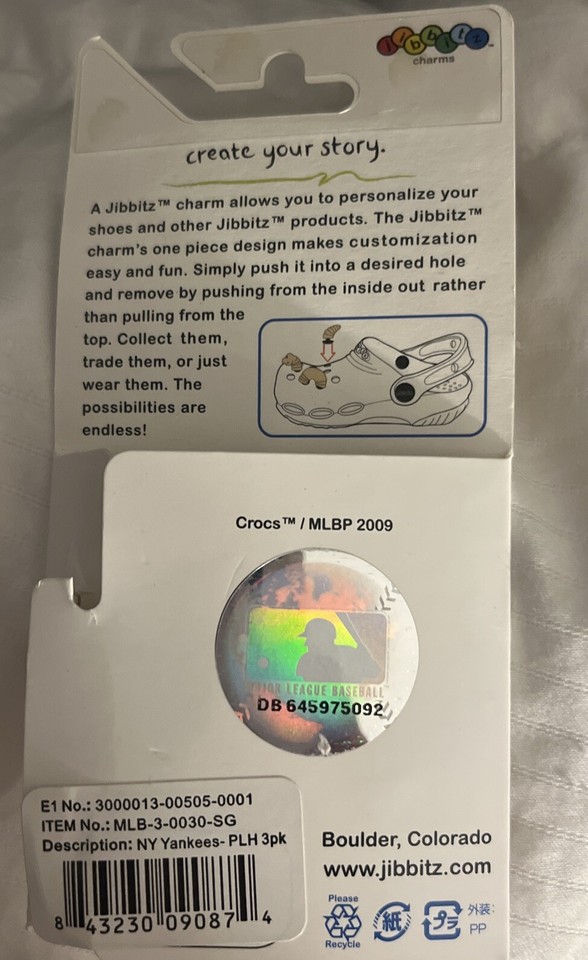 jibbitz™
charms
create your story.
A Jibbitz™ charm allows you to personalize your
shoes and other Jibbitz™ products. The Jibbitz™
charm's one piece design makes customization
easy and fun. Simply push it into a desired hole
and remove by pushing from the inside out rather
than pulling from the
top. Collect them,
trade them, or just
wear them. The
possibilities are
endless!
Crocs™ / MLBP 2009
LEAGUE BASEBALL
DB 645975092
E1 No.: 3000013-00505-0001
ITEM No.: MLB-3-0030-SG
Description: NY Yankees- PLH 3pk
8 43230 09087 4
Boulder, Colorado
www.jibbitz.com
Please
Recycle
紙
プラ
外装:
PP